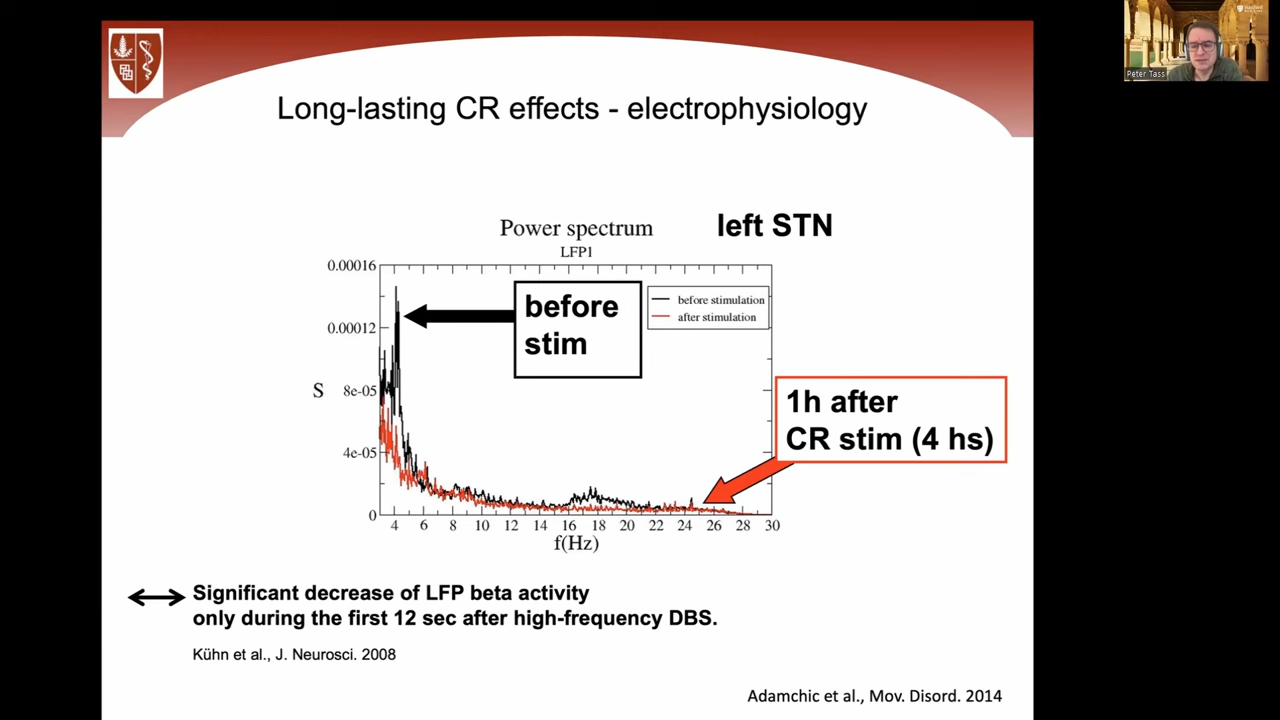 Long-lasting CR effects - electrophysiology
Power spectrum
left STN
LFP1
0.00016
0.00012
S
8e-05
4e-05
0
before
stim
before stimulation
after stimulation
1h after
CR stim (4 hs)
4 6 8 10 12 14 16 18 20 22 24 26 28 30
f(Hz)
Significant decrease of LFP beta activity
only during the first 12 sec after high-frequency DBS.
Kühn et al., J. Neurosci. 2008
Adamchic et al., Mov. Disord. 2014
Peter Tass